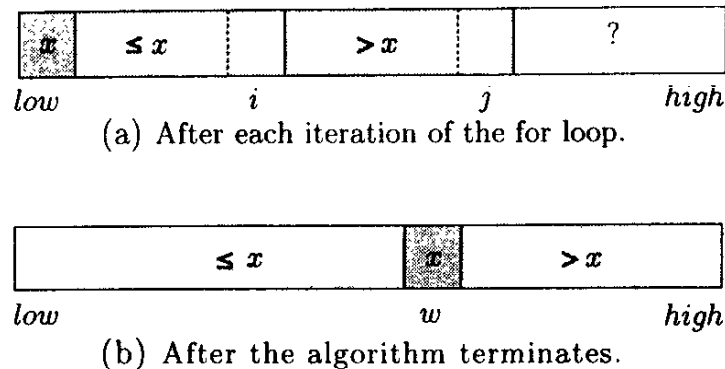 x ≤ x > x ?
low i j high
(a) After each iteration of the for loop.
≤ x x > x
low w high
(b) After the algorithm terminates.